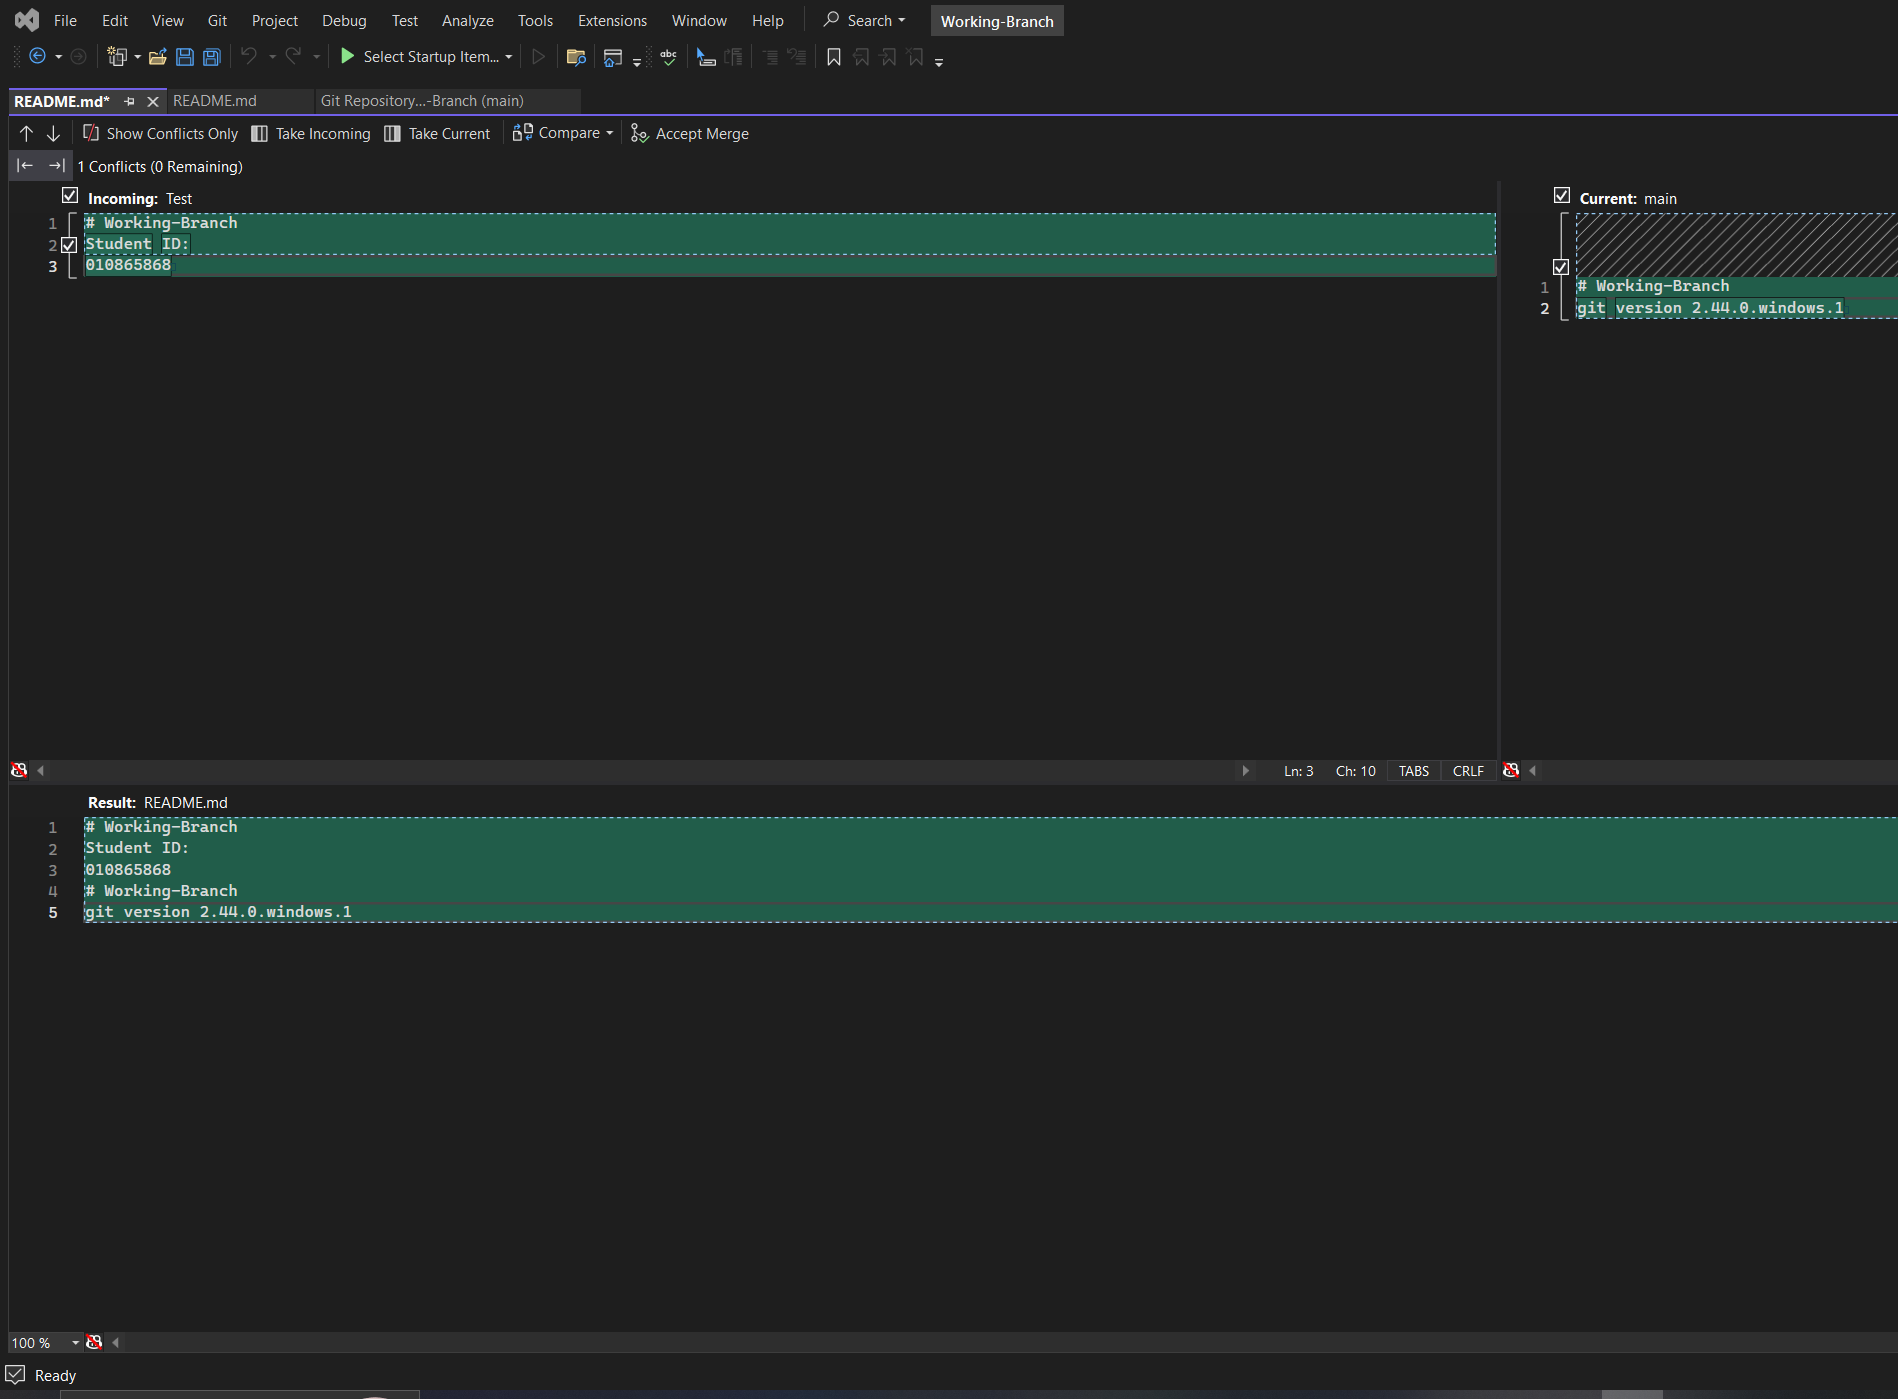 File Edit View Git Project Debug Test Analyze Tools Extensions Window Help Search Working-Branch
Select Startup Item... abc
README.md* README.md Git Repository...-Branch (main)
Show Conflicts Only Take Incoming Take Current Compare Accept Merge
1 Conflicts (0 Remaining)
Incoming: Test
1 # Working-Branch
2 Student ID:
3 010865868
Current: main
1 # Working-Branch
2 git version 2.44.0.windows.1
Ln: 3 Ch: 10 TABS CRLF
Result: README.md
1 # Working-Branch
2 Student ID:
3 010865868
4 # Working-Branch
5 git version 2.44.0.windows.1
100 %
Ready